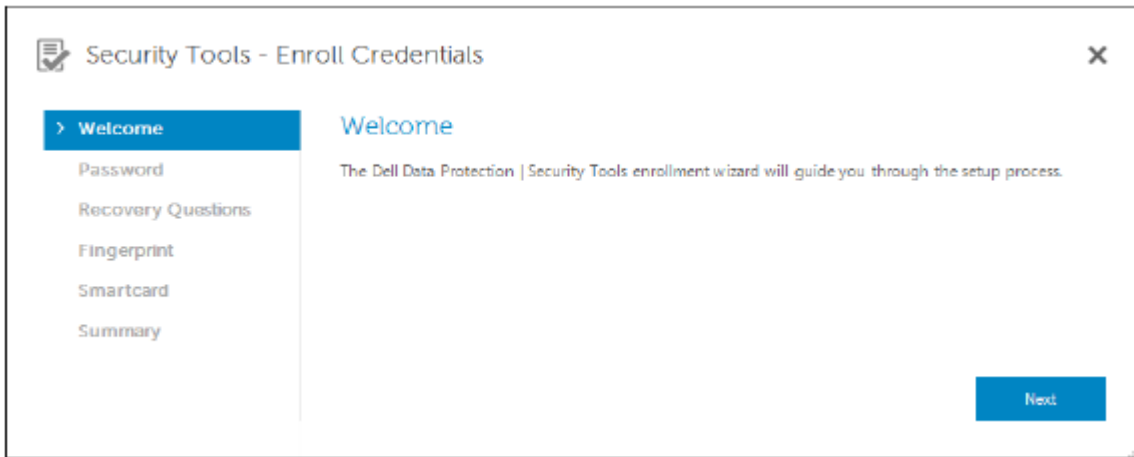 Security Tools - Enroll Credentials
> Welcome
Password
Recovery Questions
Fingerprint
Smartcard
Summary
Welcome
The Dell Data Protection | Security Tools enrollment wizard will guide you through the setup process.
Next